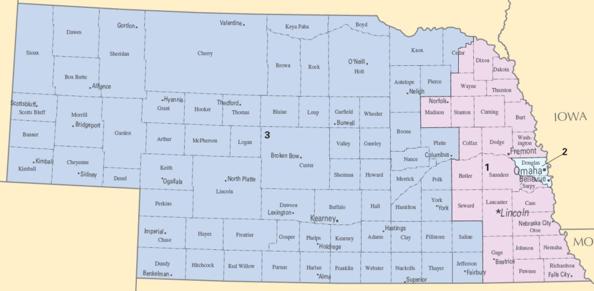 Gordon
Valentine
Keya Paha
Boyd
Dawes
Sioux
Sheridan
Cherry
Knox
Cedar
Dixon
Dakota
Brown
Rock
O'Neill
Holt
Antelope
Pierce
Wayne
Thurston
Box Butte
Alliance
Neligh
Norfolk
Madison
Stanton
Cuming
Burt
Scottsbluff
Scotts Bluff
Morrill
Bridgeport
Garden
Hyannis
Grant
Hooker
Thedford
Thomas
Blaine
Loup
Garfield
Wheeler
Burwell
IOWA
Banner
Arthur
McPherson
Logan
3
Valley
Greeley
Boone
Platte
Columbus
Colfax
Dodge
Wash-
ington
Fremont
2
Kimball
Kimball
Cheyenne
Sidney
Deuel
Keith
Ogallala
Broken Bow
Custer
Sherman
Howard
Nance
Merrick
Polk
Butler
1
Saunders
Douglas
Omaha
Bellevue
Sarpy
North Platte
Lincoln
Perkins
Dawson
Lexington
Buffalo
Kearney
Hall
Hamilton
York
York
Seward
Lancaster
Lincoln
Cass
Nebraska City
Otoe
Imperial
Chase
Hayes
Frontier
Gosper
Phelps
Holdrege
Kearney
Adams
Hastings
Clay
Fillmore
Saline
Gage
Beatrice
Johnson
Nemaha
MO
Dundy
Benkelman
Hitchcock
Red Willow
Furnas
Harlan
Alma
Franklin
Webster
Nuckolls
Superior
Thayer
Jefferson
Fairbury
Pawnee
Richardson
Falls City